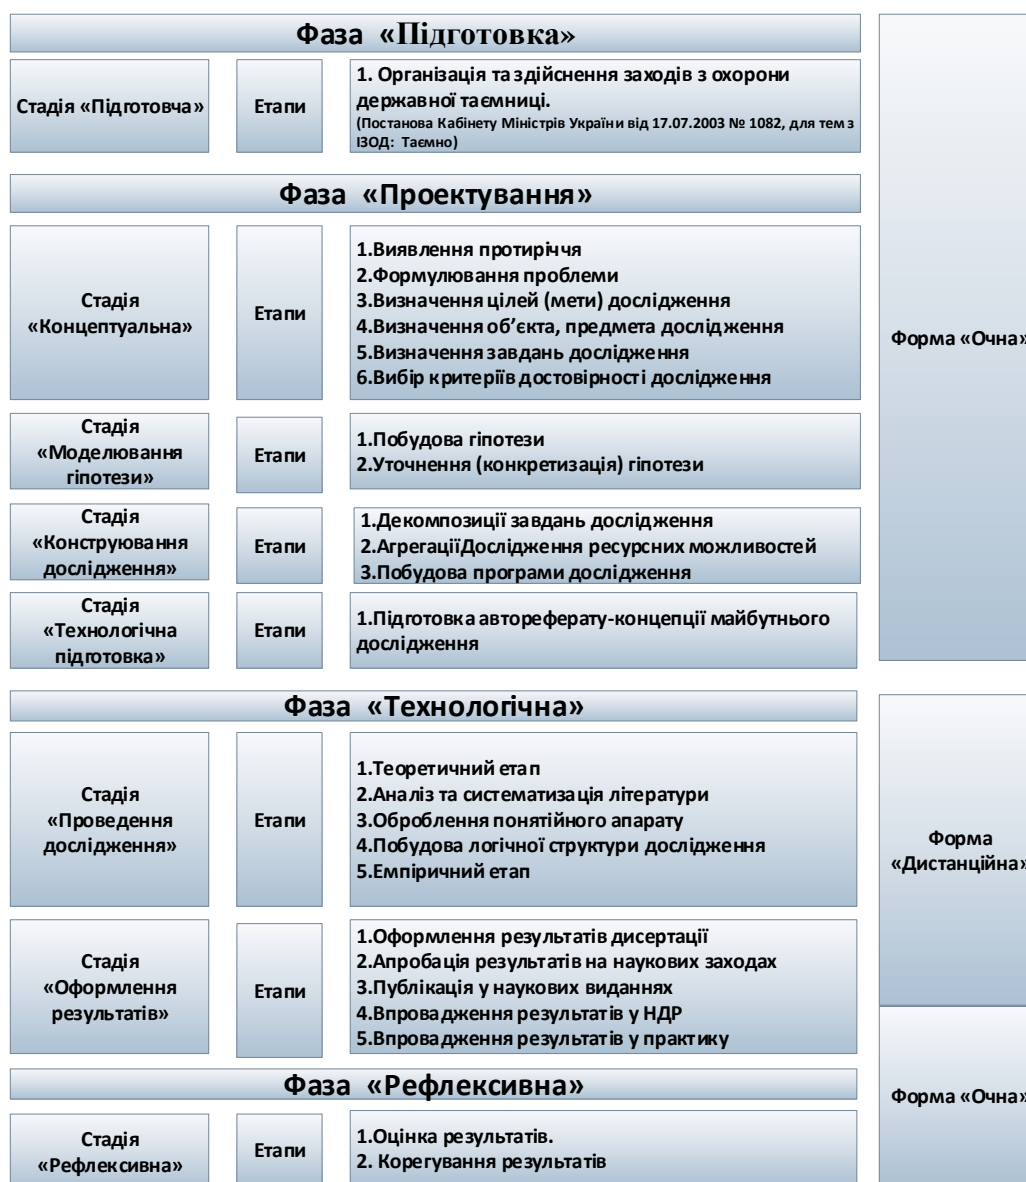 Фаза «Підготовка»
Стадія «Підготовча»
Етапи
1. Організація та здійснення заходів з охорони
державної таємниці.
(Постанова Кабінету Міністрів України від 17.07.2003 № 1082, для тем з
ІЗОД: Таємно)
Фаза «Проектування»
Стадія
«Концептуальна»
Етапи
1.Виявлення протиріччя
2.Формулювання проблеми
3.Визначення цілей (мети) дослідження
4.Визначення об’єкта, предмета дослідження
5.Визначення завдань дослідження
6.Вибір критеріїв достовірності дослідження
Форма «Очна»
Стадія
«Моделювання
гіпотези»
Етапи
1.Побудова гіпотези
2.Уточнення (конкретизація) гіпотези
Стадія
«Конструювання
дослідження»
Етапи
1.Декомпозиції завдань дослідження
2.АгрегаціїДослідження ресурсних можливостей
3.Побудова програми дослідження
Стадія
«Технологічна
підготовка»
Етапи
1.Підготовка автореферату-концепції майбутнього
дослідження
Фаза «Технологічна»
Стадія
«Проведення
дослідження»
Етапи
1.Теоретичний етап
2.Аналіз та систематизація літератури
3.Оброблення понятійного апарату
4.Побудова логічної структури дослідження
5.Емпіричний етап
Форма
«Дистанційна»
Стадія
«Оформлення
результатів»
Етапи
1.Оформлення результатів дисертації
2.Апробація результатів на наукових заходах
3.Публікація у наукових виданнях
4.Впровадження результатів у НДР
5.Впровадження результатів у практику
Фаза «Рефлексивна»
Форма «Очна»
Стадія
«Рефлексивна»
Етапи
1.Оцінка результатів.
2. Корегування результатів